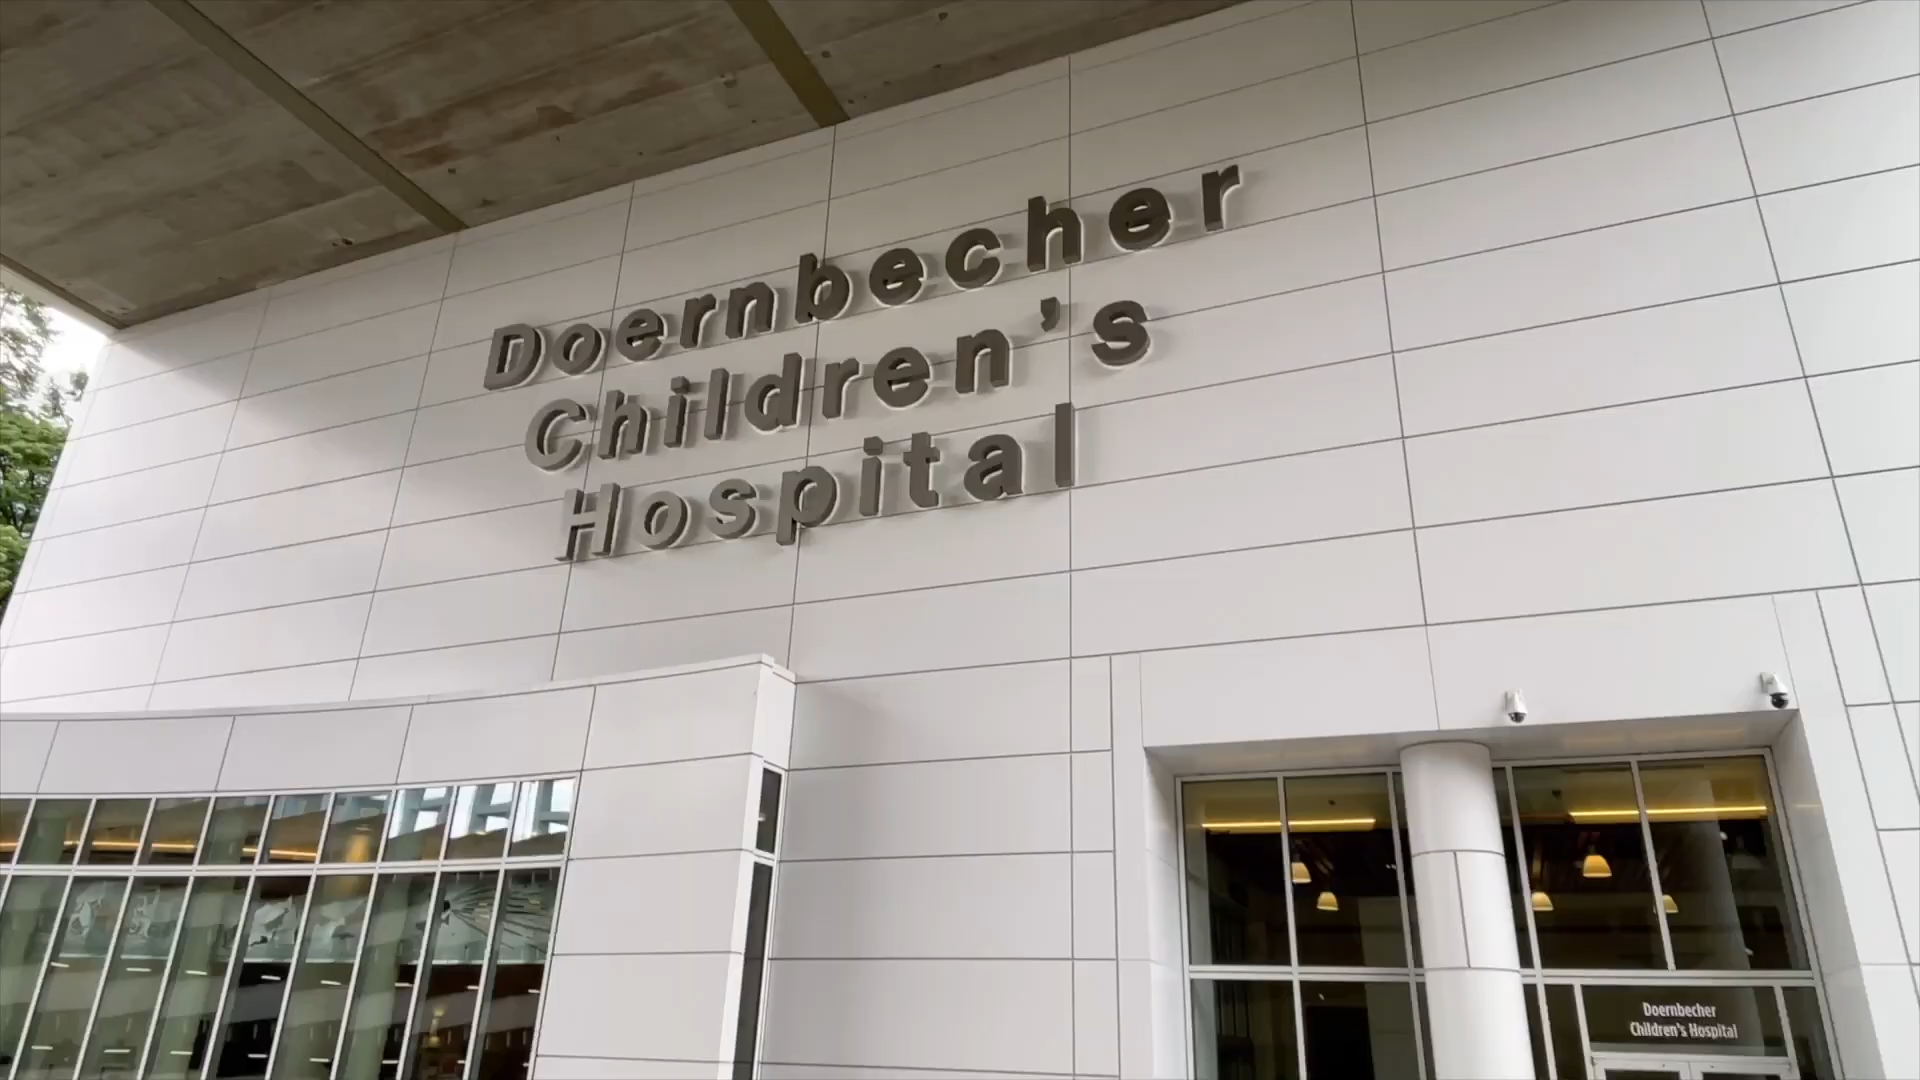 Doernbecher
Children's
Hospital
Doernbecher
Children's Hospital